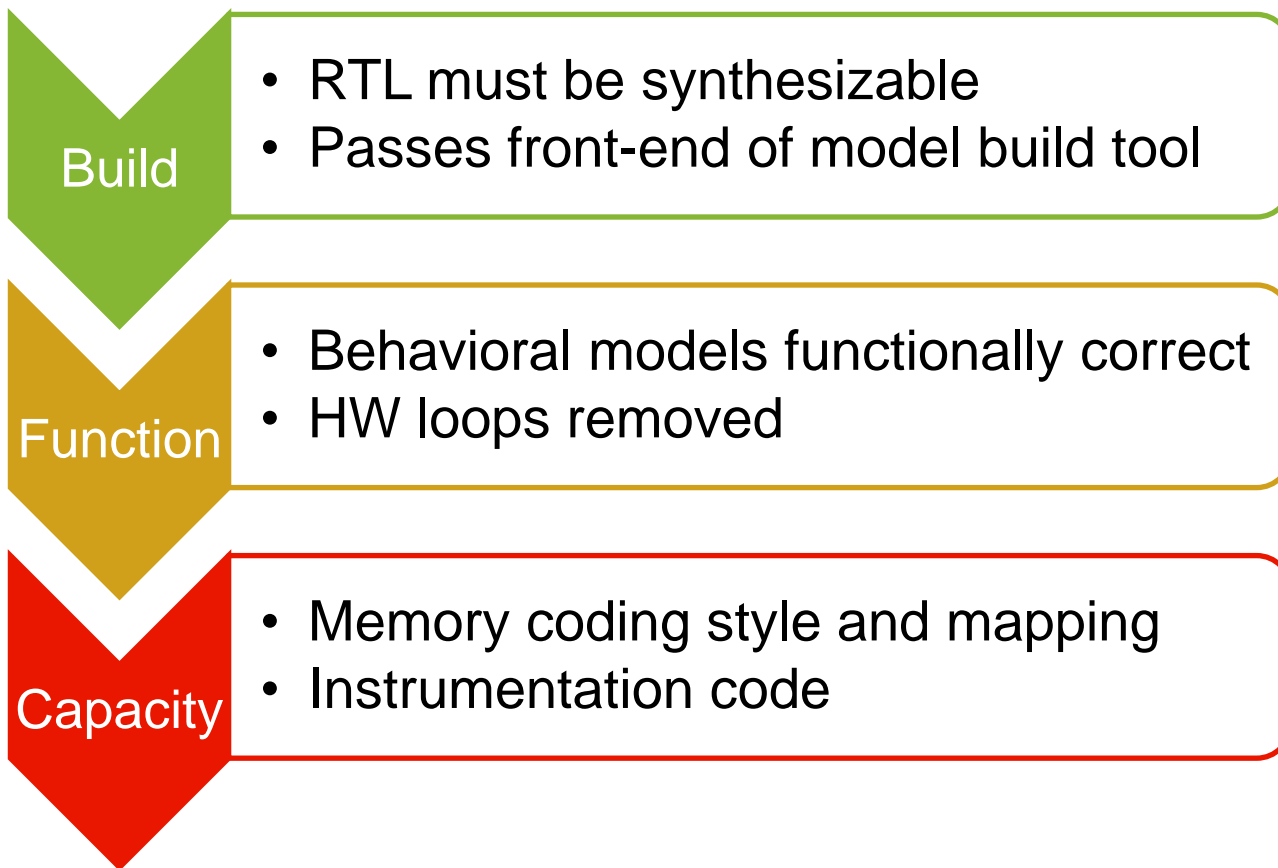 Build
• RTL must be synthesizable
• Passes front-end of model build tool
Function
• Behavioral models functionally correct
• HW loops removed
Capacity
• Memory coding style and mapping
• Instrumentation code